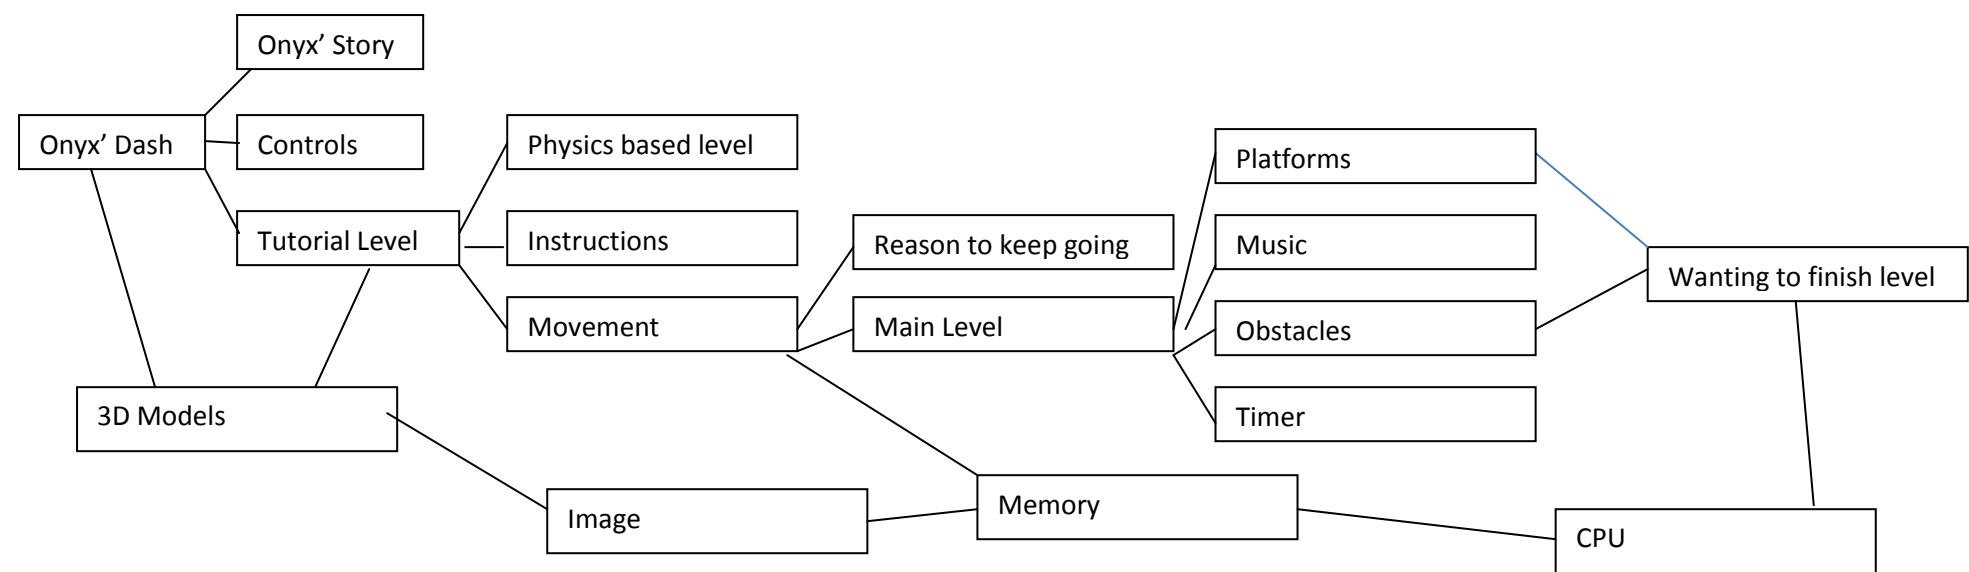 Onyx’ Story
Onyx’ Dash
Controls
Physics based level
Platforms
Tutorial Level
Instructions
Reason to keep going
Music
Wanting to finish level
Movement
Main Level
Obstacles
3D Models
Timer
Image
Memory
CPU